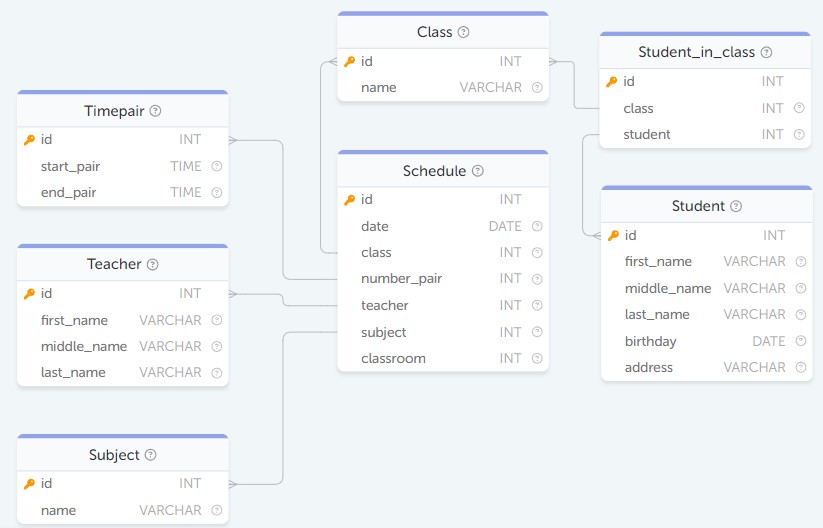 Class
id INT
name VARCHAR
Student_in_class
id INT
class INT
student INT
Timepair
id INT
start_pair TIME
end_pair TIME
Schedule
id INT
date DATE
class INT
number_pair INT
teacher INT
subject INT
classroom INT
Student
id INT
first_name VARCHAR
middle_name VARCHAR
last_name VARCHAR
birthday DATE
address VARCHAR
Teacher
id INT
first_name VARCHAR
middle_name VARCHAR
last_name VARCHAR
Subject
id INT
name VARCHAR